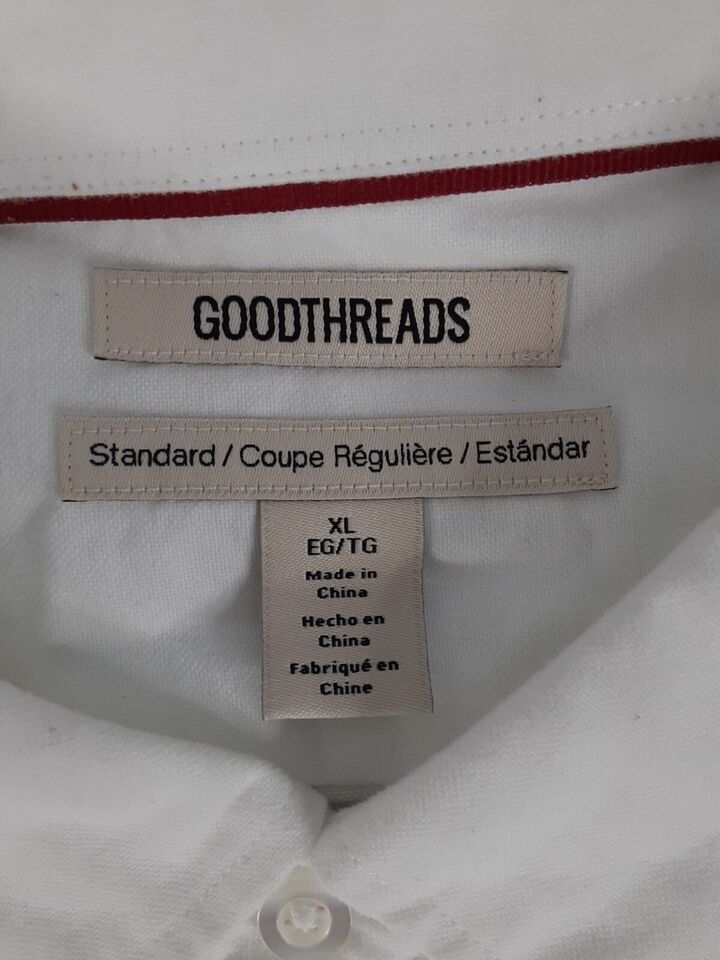 GOODTHREADS
Standard / Coupe Régulière / Estándar
XL
EG/TG
Made in
China
Hecho en
China
Fabriqué en
Chine